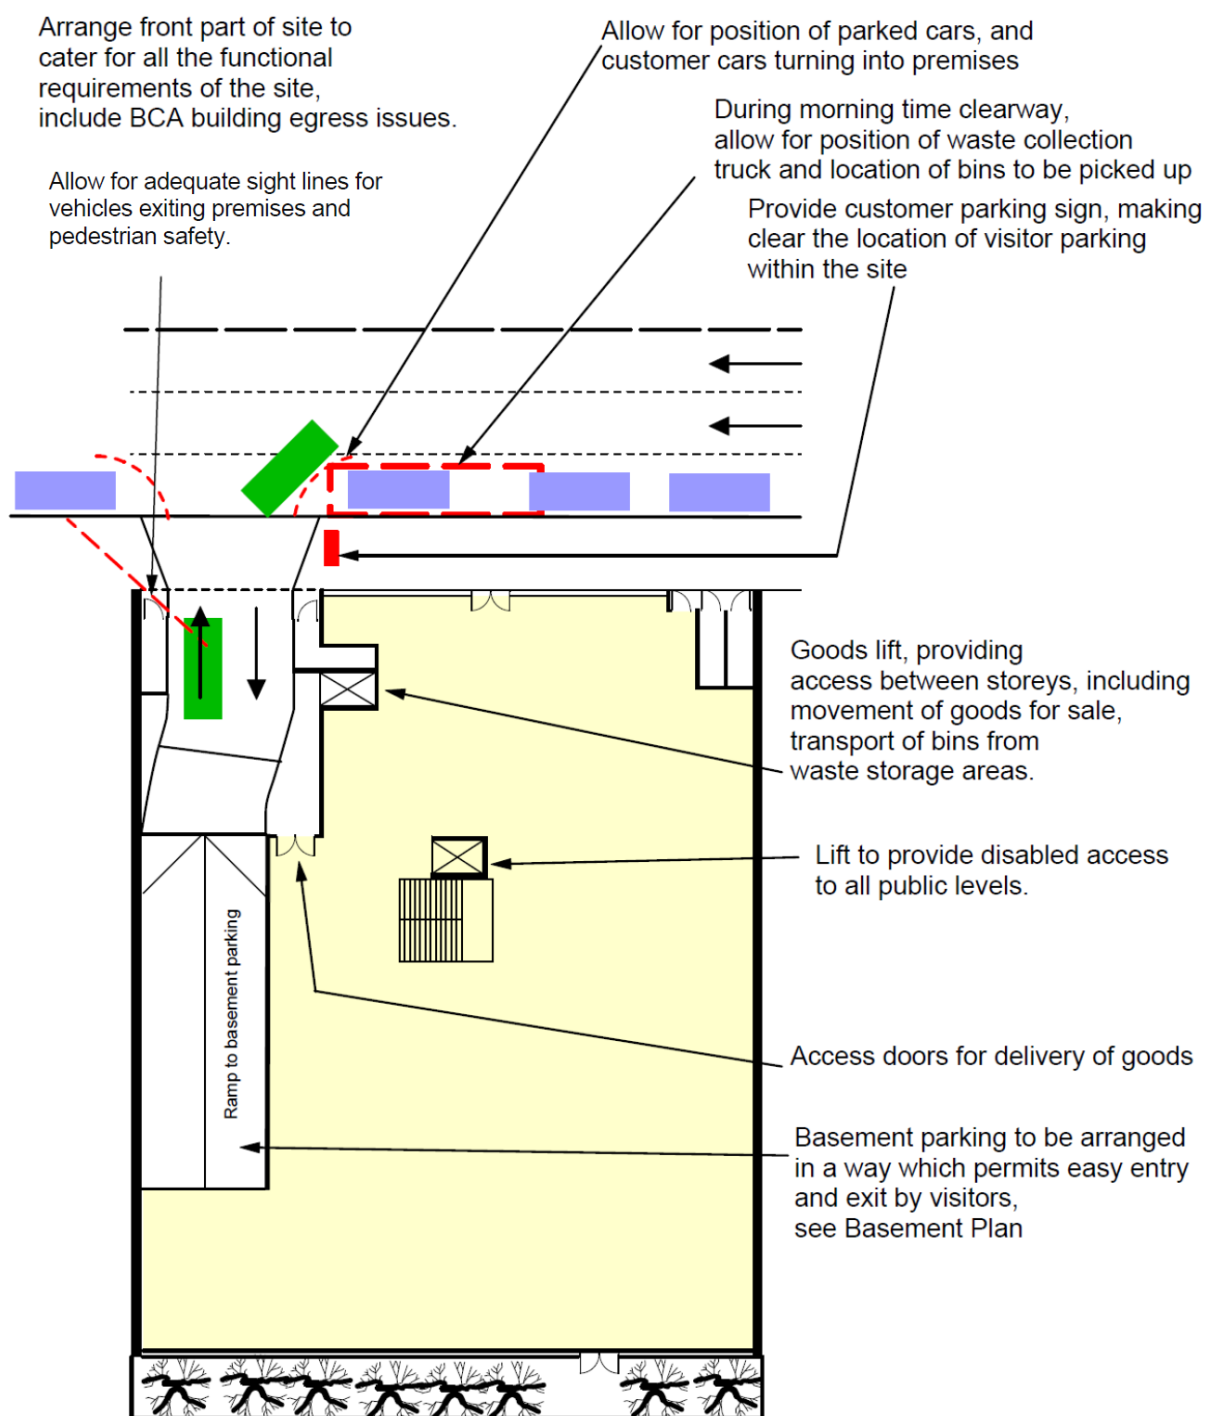 Arrange front part of site to
cater for all the functional
requirements of the site,
include BCA building egress issues.
Allow for position of parked cars, and
customer cars turning into premises
During morning time clearway,
allow for position of waste collection
truck and location of bins to be picked up
Allow for adequate sight lines for
vehicles exiting premises and
pedestrian safety.
Provide customer parking sign, making
clear the location of visitor parking
within the site
Goods lift, providing
access between storeys, including
movement of goods for sale,
transport of bins from
waste storage areas.
Lift to provide disabled access
to all public levels.
Ramp to basement parking
Access doors for delivery of goods
Basement parking to be arranged
in a way which permits easy entry
and exit by visitors,
see Basement Plan